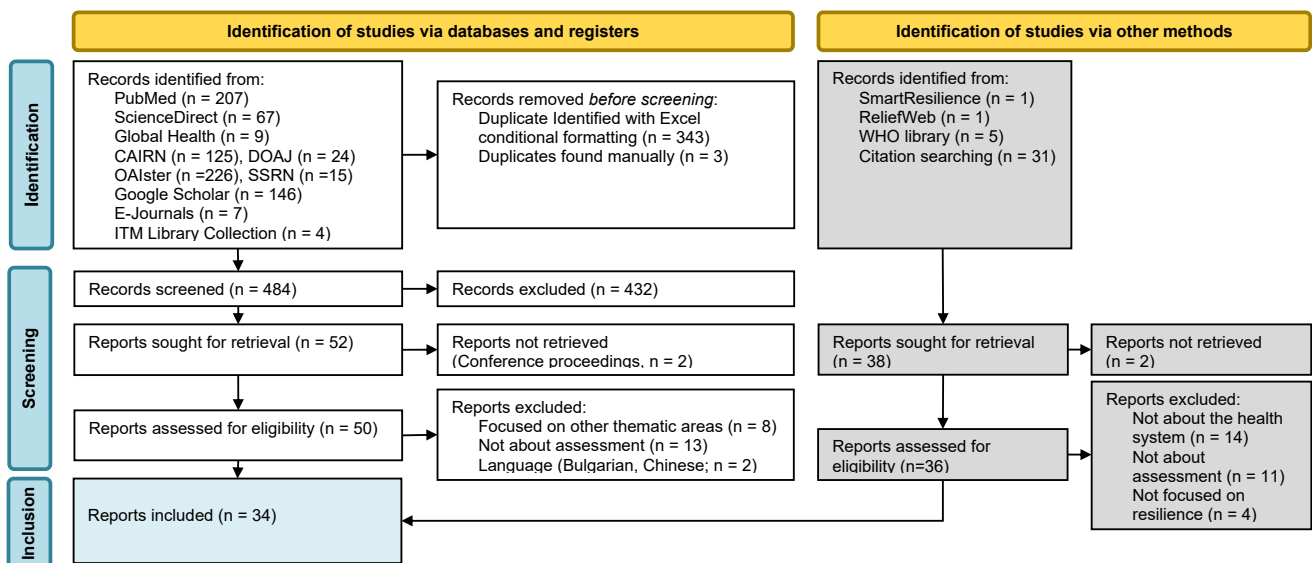 Identification of studies via databases and registers
Identification of studies via other methods
Identification
Records identified from:
PubMed (n = 207)
ScienceDirect (n = 67)
Global Health (n = 9)
CAIRN (n = 125), DOAJ (n = 24)
OAIster (n =226), SSRN (n =15)
Google Scholar (n = 146)
E-Journals (n = 7)
ITM Library Collection (n = 4)
Records removed before screening:
Duplicate Identified with Excel
conditional formatting (n = 343)
Duplicates found manually (n = 3)
Records identified from:
SmartResilience (n = 1)
ReliefWeb (n = 1)
WHO library (n = 5)
Citation searching (n = 31)
Screening
Records screened (n = 484)
Records excluded (n = 432)
Reports sought for retrieval (n = 52)
Reports not retrieved
(Conference proceedings, n = 2)
Reports sought for retrieval
(n = 38)
Reports not retrieved
(n = 2)
Reports assessed for eligibility (n = 50)
Reports excluded:
Focused on other thematic areas (n = 8)
Not about assessment (n = 13)
Language (Bulgarian, Chinese; n = 2)
Reports assessed for
eligibility (n=36)
Reports excluded:
Not about the health
system (n = 14)
Not about
assessment (n = 11)
Not focused on
resilience (n = 4)
Inclusion
Reports included (n = 34)